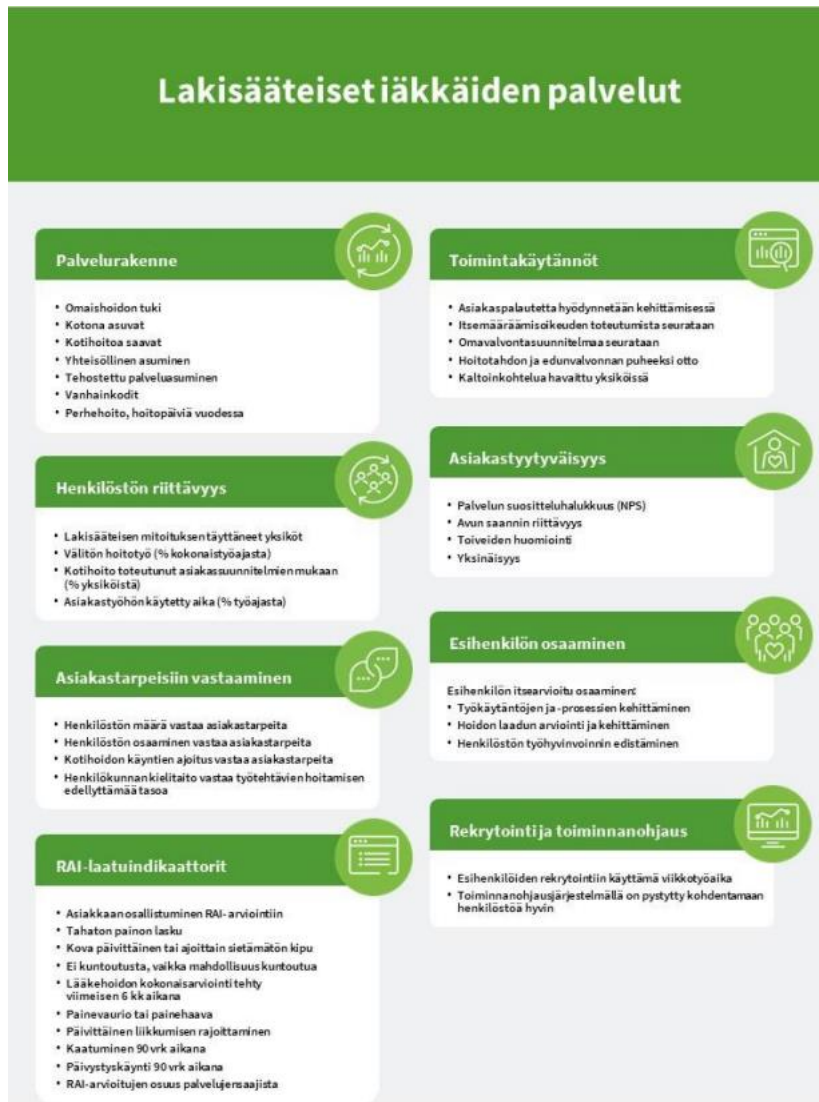 Lakisääteiset iäkkäiden palvelut
Palvelurakenne
• Omaishoidon tuki
• Kotona asuvat
• Kotihoitoa saavat
• Yhteisöllinen asuminen
• Tehostettu palveluasuminen
• Vanhainkodit
• Perhehoito, hoitopäiviä vuodessa
Henkilöstön riittävyys
• Lakisääteisen mitoituksen täyttäneet yksiköt
• Välitön hoitotyö (% kokonaistyöajasta)
• Kotihoito toteutunut asiakassuunnitelmien mukaan
(% yksiköistä)
• Asiakastyöhön käytetty aika (% työajasta)
Asiakastarpeisiin vastaaminen
• Henkilöstön määrä vastaa asiakastarpeita
• Henkilöstön osaaminen vastaa asiakastarpeita
• Kotihoidon käyntien ajoitus vastaa asiakastarpeita
• Henkilökunnan kielitaito vastaa työtehtävien hoitamisen
edellyttämää tasoa
RAI-laatuindikaattorit
• Asiakkaan osallistuminen RAI- arviointiin
• Tahaton painon lasku
• Kova päivittäinen tai ajoittain sietämätön kipu
• Ei kuntoutusta, vaikka mahdollisuus kuntoutua
• Lääkehoidon kokonaisarviointi tehty
viimeisen 6 kk aikana
• Painevaurio tai painehaava
• Päivittäinen liikkumisen rajoittaminen
• Kaatuminen 90 vrk aikana
• Päivystyskäynti 90 vrk aikana
• RAI-arvioitujen osuus palvelujensaajista
Toimintakäytännöt
• Asiakaspalautetta hyödynnetään kehittämisessä
• Itsemääräämisoikeuden toteutumista seurataan
• Omavalvontasuunnitelmaa seurataan
• Hoitotahdon ja edunvalvonnan puheeksi otto
• Kaltoinkohtelua havaittu yksiköissä
Asiakastyytyväisyys
• Palvelun suositteluhalukkuus (NPS)
• Avun saannin riittävyys
• Toiveiden huomiointi
• Yksinäisyys
Esihenkilön osaaminen
Esihenkilön itsearvioitu osaaminen:
• Työkäytäntöjen ja -prosessien kehittäminen
• Hoidon laadun arviointi ja kehittäminen
• Henkilöstön työhyvinvoinnin edistäminen
Rekrytointi ja toiminnanohjaus
• Esihenkilöiden rekrytointiin käyttämä viikkotyöaika
• Toiminnanohjausjärjestelmällä on pystytty kohdentamaan
henkilöstöä hyvin